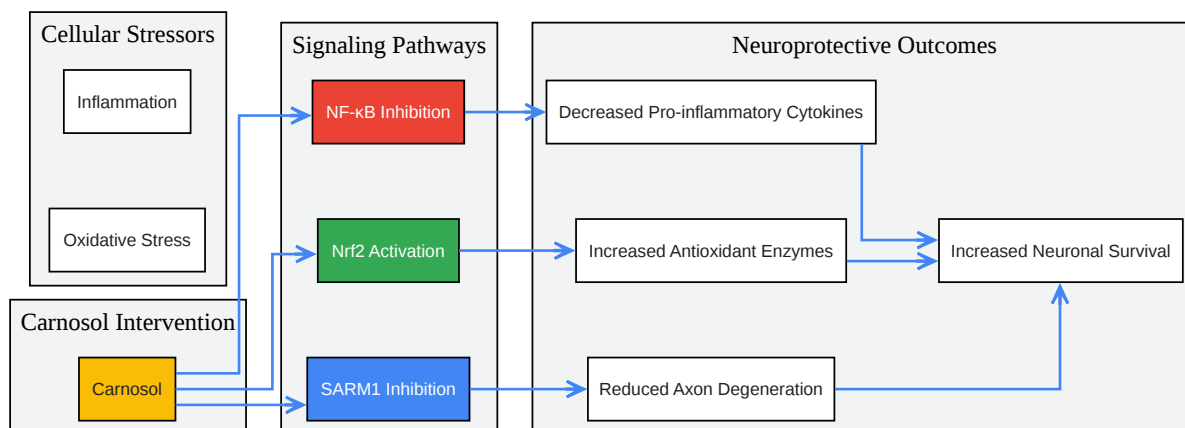 Cellular Stressors
Inflammation
Oxidative Stress
Carnosol Intervention
Carnosol
Signaling Pathways
NF-κB Inhibition
Nrf2 Activation
SARM1 Inhibition
Neuroprotective Outcomes
Decreased Pro-inflammatory Cytokines
Increased Antioxidant Enzymes
Increased Neuronal Survival
Reduced Axon Degeneration